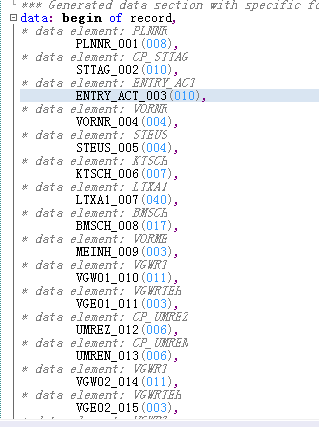 *** Generated data section with specific fo
data: begin of record,
* data element: PLNNR
PLNNR_001(008),
* data element: CP_STTAG
STTAG_002(010),
* data element: ENTRY_ACT
ENTRY_ACT_003(010),
* data element: VORNR
VORNR_004(004),
* data element: STEUS
STEUS_005(004),
* data element: KTSCH
KTSCH_006(007),
* data element: LTXA1
LTXA1_007(040),
* data element: BMSCH
BMSCH_008(017),
* data element: VORME
MEINH_009(003),
* data element: VGWRT
VGW01_010(011),
* data element: VGWRTEH
VGE01_011(003),
* data element: CP_UMREZ
UMREZ_012(006),
* data element: CP_UMREN
UMREN_013(006),
* data element: VGWRT
VGW02_014(011),
* data element: VGWRTEH
VGE02_015(003),
* data element: VGWRT